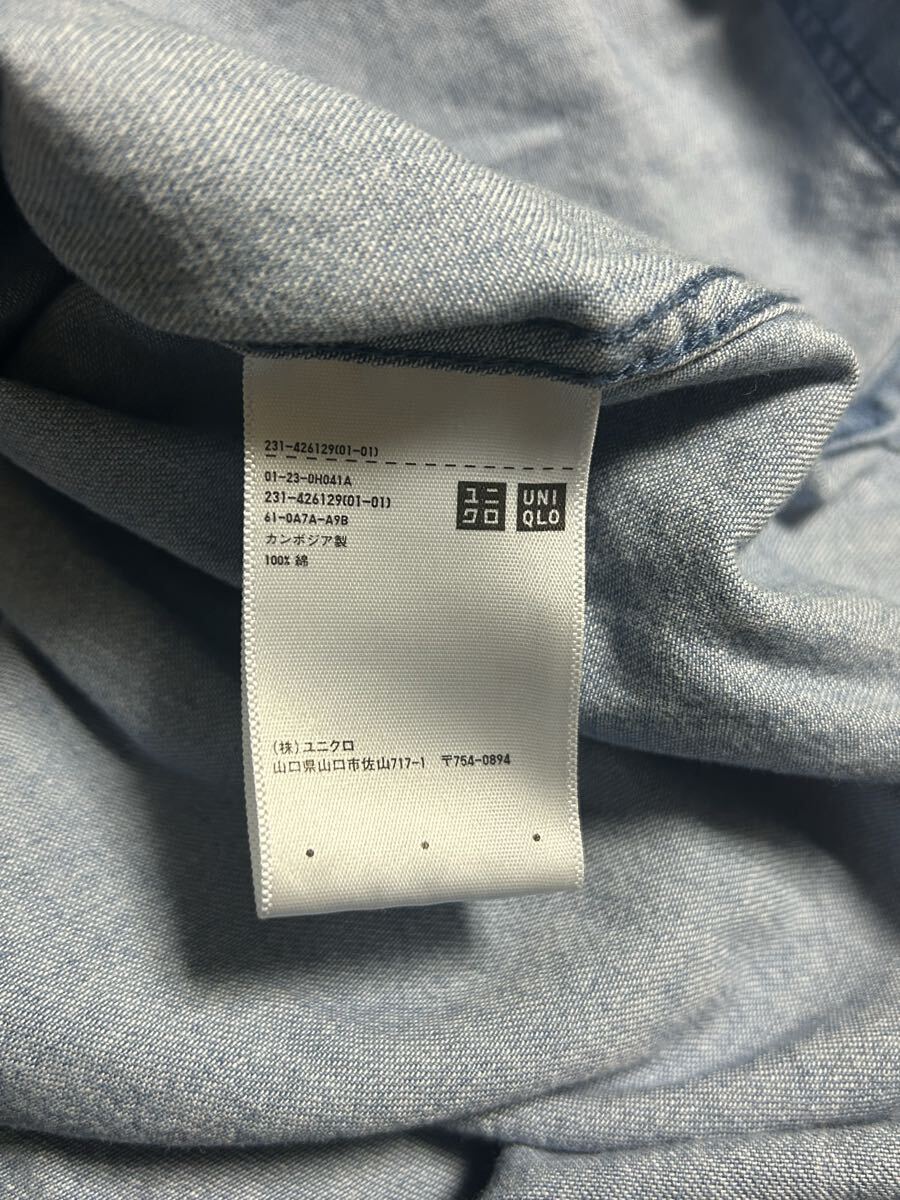 231-426129(01-01)
01-23-0H041A
231-426129(01-01)
61-0A7A-A9B
カンボジア製
100% 綿
ユニ
クロ
UNI
QLO
(株)ユニクロ
山口県山口市佐山717-1 〒754-0894